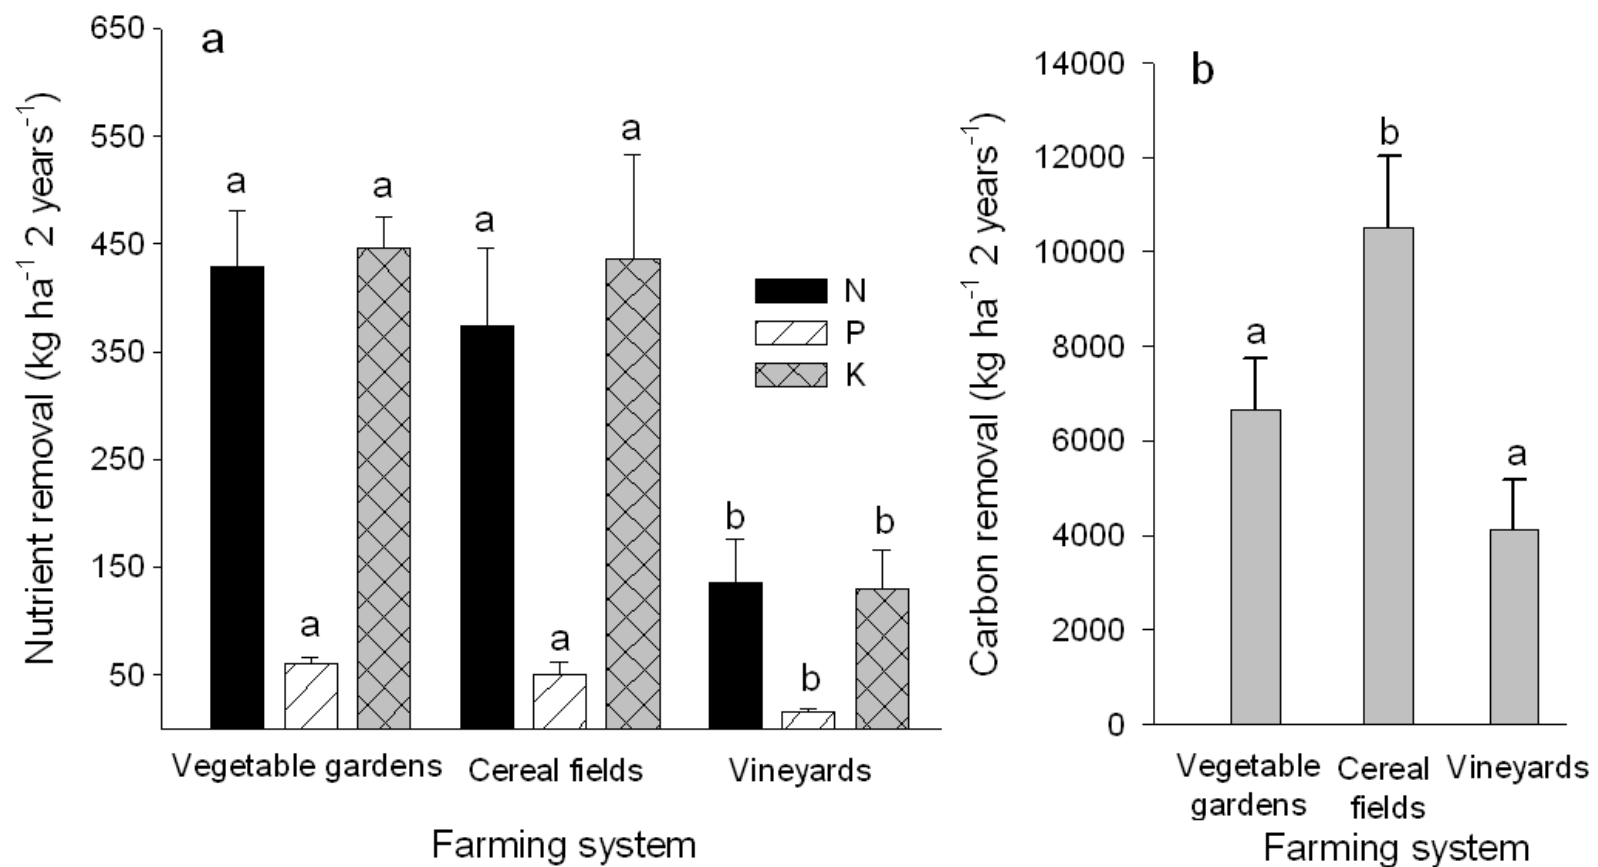 a
Nutrient removal (kg ha⁻¹ 2 years⁻¹)
650
550
450
350
250
150
50
a
a
a
a
a
a
b
b
b
N
P
K
Vegetable gardens
Cereal fields
Vineyards
Farming system
b
Carbon removal (kg ha⁻¹ 2 years⁻¹)
14000
12000
10000
8000
6000
4000
2000
0
a
b
a
Vegetable gardens
Cereal fields
Vineyards
Farming system